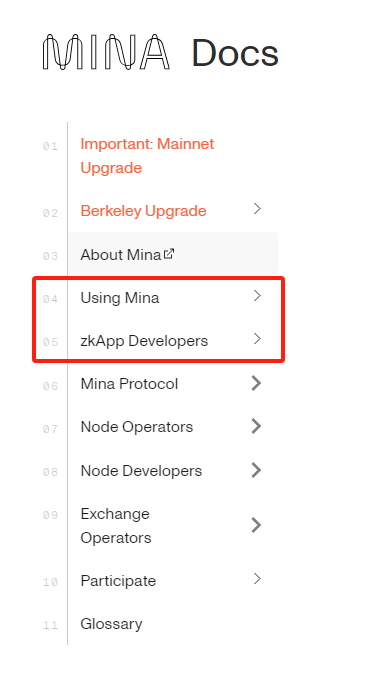 MINA Docs
01 Important: Mainnet
Upgrade
02 Berkeley Upgrade
03 About Mina
04 Using Mina
05 zkApp Developers
06 Mina Protocol
07 Node Operators
08 Node Developers
09 Exchange
Operators
10 Participate
11 Glossary